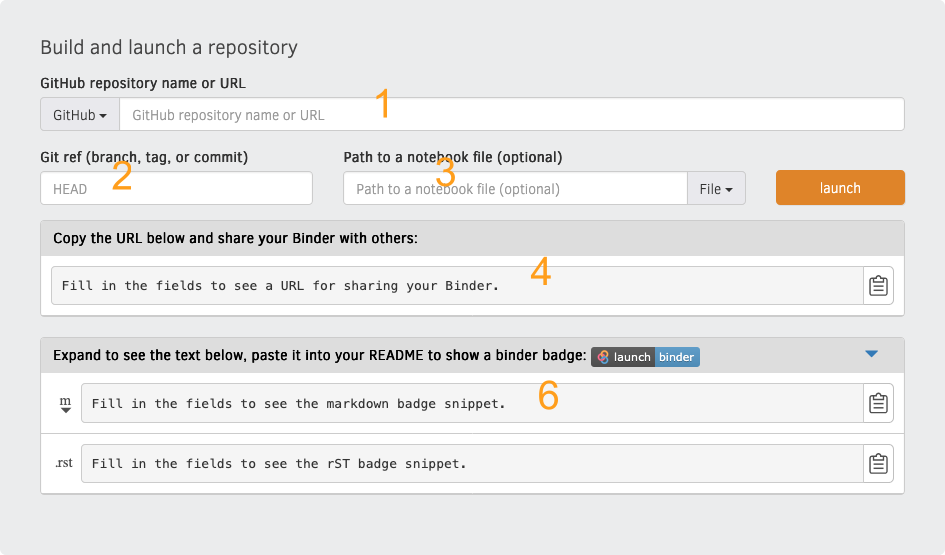 Build and launch a repository
GitHub repository name or URL
1
GitHub GitHub repository name or URL
Git ref (branch, tag, or commit) Path to a notebook file (optional)
2 3
HEAD Path to a notebook file (optional) File launch
Copy the URL below and share your Binder with others:
4
Fill in the fields to see a URL for sharing your Binder.
Expand to see the text below, paste it into your README to show a binder badge: launch binder
6
m Fill in the fields to see the markdown badge snippet.
.rst Fill in the fields to see the rST badge snippet.